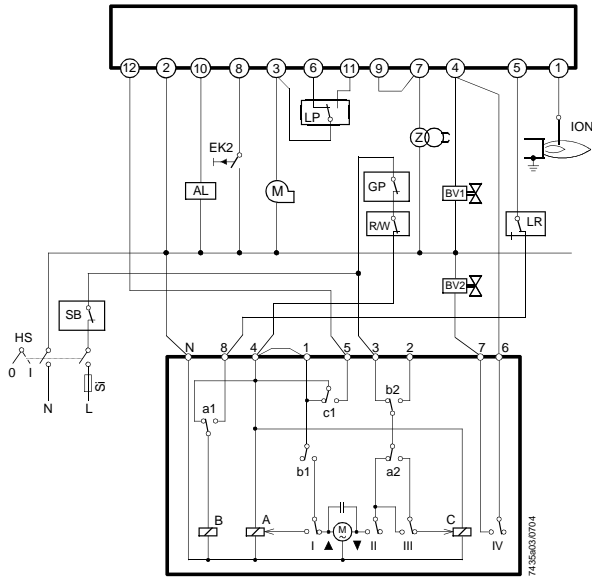 12 2 10 8 3 6 11 9 7 4 5 1
LP
ION
EK2
Z
AL
M
GP
BV1
R/W
LR
BV2
SB
HS
0 I
Si
N L
N 8 4 1 5 3 2 7 6
c1
b2
a1
b1
a2
B A M C
I II III IV
7435a03/0704